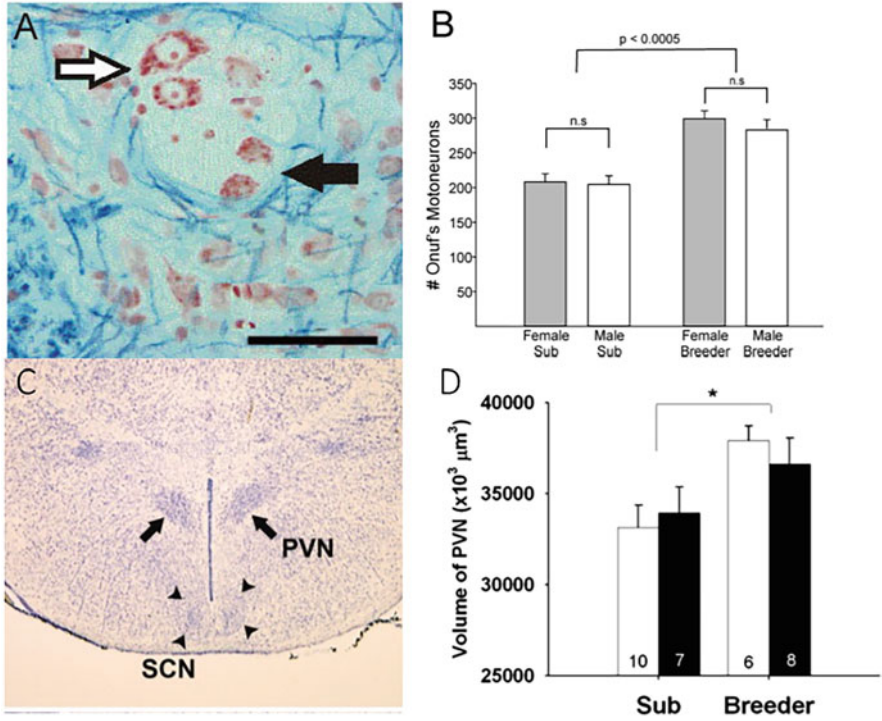 A
B
p < 0.0005
n.s
n.s
# Onuf's Motoneurons
350
300
250
200
150
100
50
Female Sub
Male Sub
Female Breeder
Male Breeder
C
PVN
SCN
D
*
Volume of PVN (x10³ μm³)
40000
35000
30000
25000
10
7
6
8
Sub
Breeder